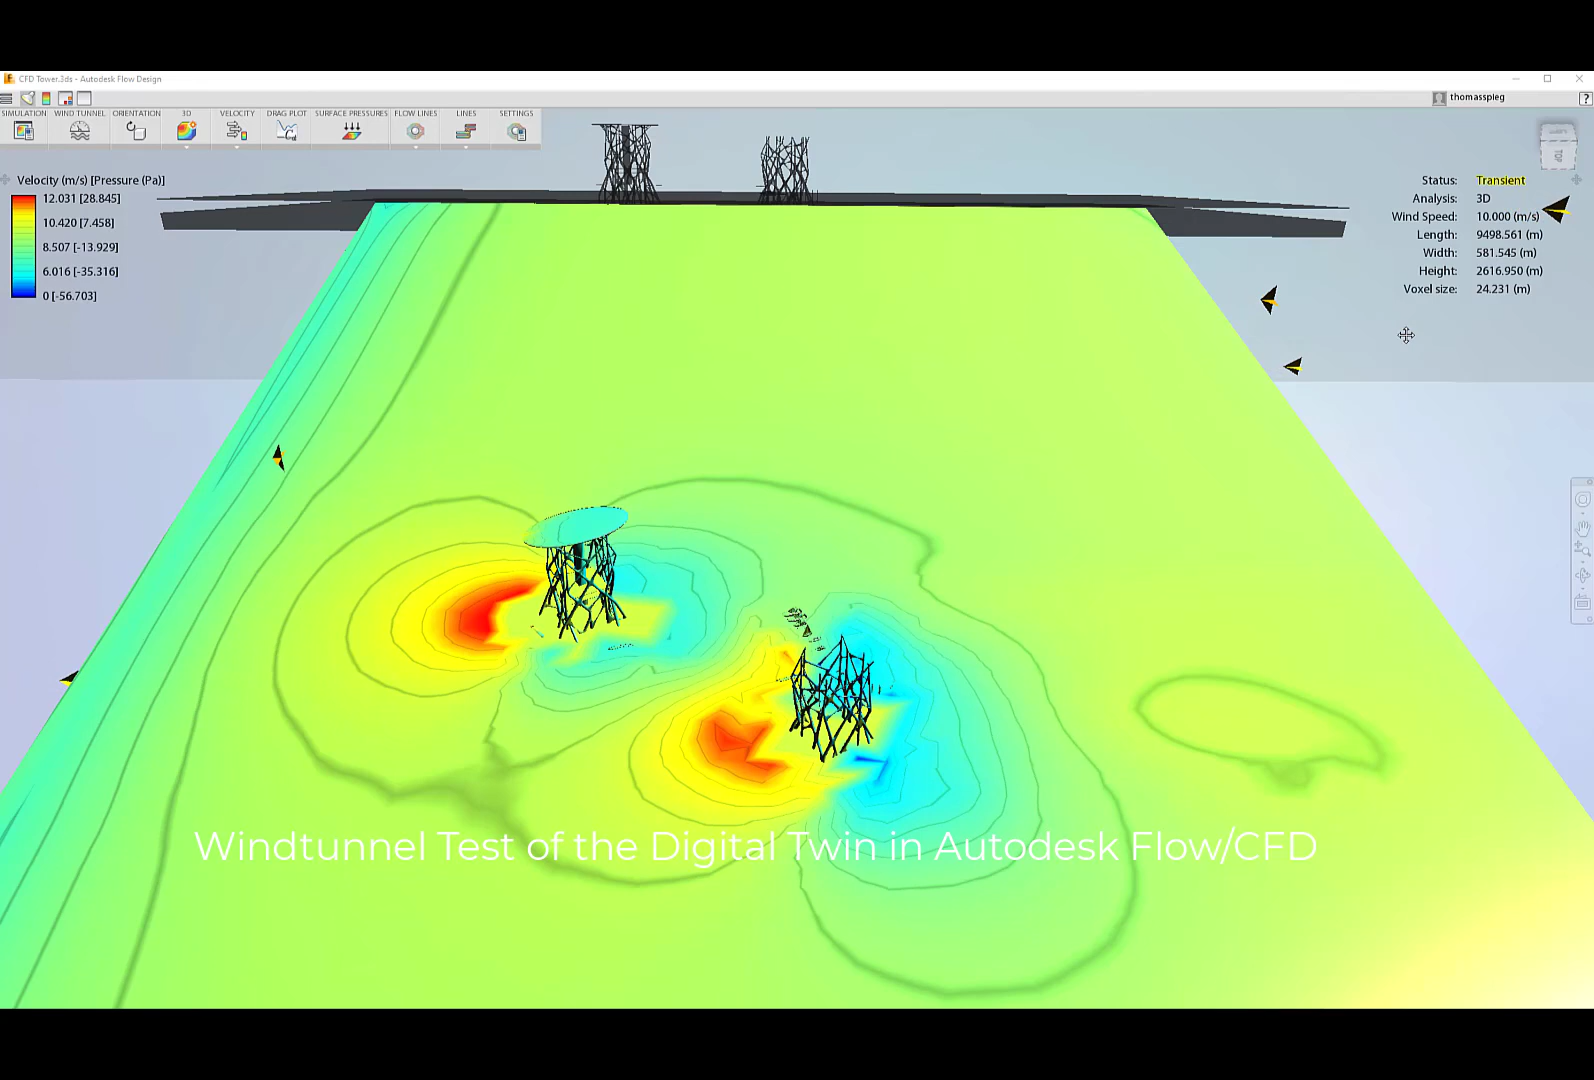 CFD Tower.3ds - Autodesk Flow Design
thomasspieg
?
SIMULATION WIND TUNNEL ORIENTATION 3D VELOCITY DRAG PLOT SURFACE PRESSURES FLOW LINES LINES SETTINGS
TOP
Velocity (m/s) [Pressure (Pa)]
12.031 [28.845]
10.420 [7.458]
8.507 [-13.929]
6.016 [-35.316]
0 [-56.703]
Status: Transient
Analysis: 3D
Wind Speed: 10.000 (m/s)
Length: 9498.561 (m)
Width: 581.545 (m)
Height: 2616.950 (m)
Voxel size: 24.231 (m)
Windtunnel Test of the Digital Twin in Autodesk Flow/CFD